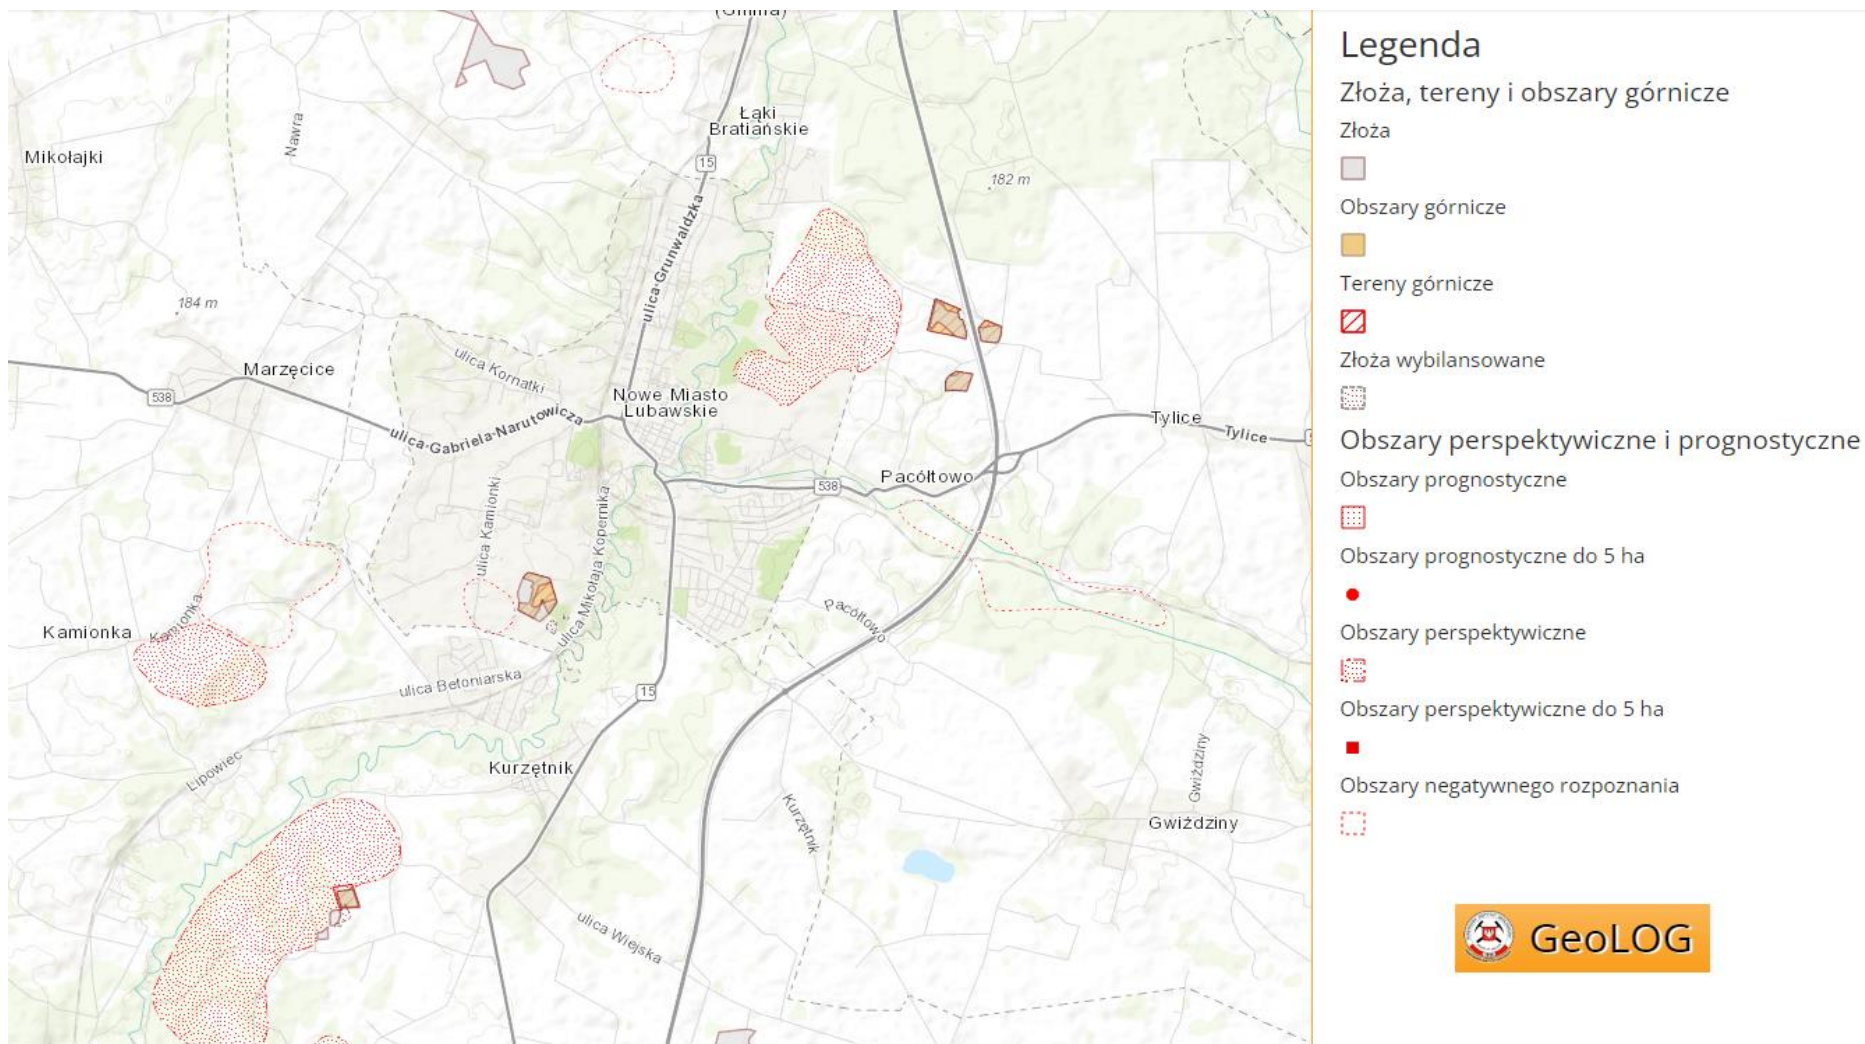 (Gmina)
Łąki
Bratiańskie
Nawra
Mikołajki
15
182 m
ulica-Grunwaldzka
184 m
Marzęcice
ulica Kornatki
538
Nowe Miasto
Lubawskie
ulica-Gabriela-Narutowicza
Tylice
Tylice
Pacółtowo
538
ulica Kamionki
ulica Mikołaja Kopernika
Kamionka
Kamionka
Pacółtowo
ulica Betoniarska
15
Lipowiec
Kurzętnik
Gwiździny
Kurzętnik
Gwiździny
ulica Wiejska
Legenda
Złoża, tereny i obszary górnicze
Złoża
Obszary górnicze
Tereny górnicze
Złoża wybilansowane
Obszary perspektywiczne i prognostyczne
Obszary prognostyczne
Obszary prognostyczne do 5 ha
Obszary perspektywiczne
Obszary perspektywiczne do 5 ha
Obszary negatywnego rozpoznania
GeoLOG